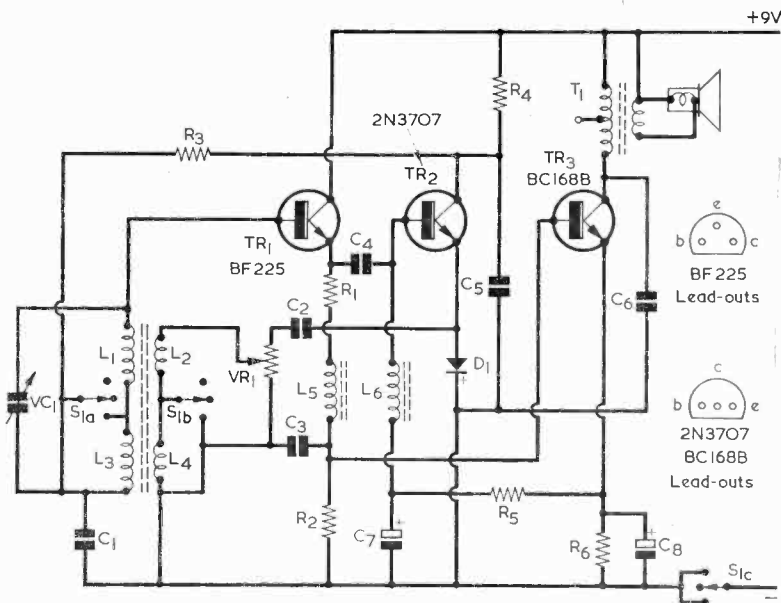 +9V
R4
T1
2N3707
R3
TR2
TR3
BC168B
TR1
BF225
C4
R1
C5
C6
e
b c
BF225
Lead-outs
C2
L1
L2
VR1
L5
L6
D1
+
VC1
S1a
S1b
C3
c
b e
2N3707
BC168B
Lead-outs
L3
L4
C1
R2
R5
C7
+
R6
+
C8
S1c
−